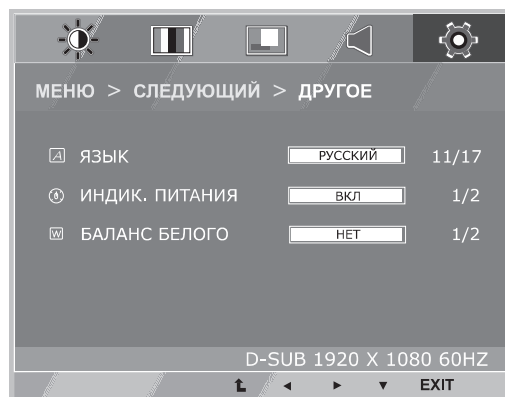 МЕНЮ > СЛЕДУЮЩИЙ > ДРУГОЕ
A ЯЗЫК РУССКИЙ 11/17
ИНДИК. ПИТАНИЯ ВКЛ 1/2
W БАЛАНС БЕЛОГО НЕТ 1/2
D-SUB 1920 X 1080 60HZ
EXIT